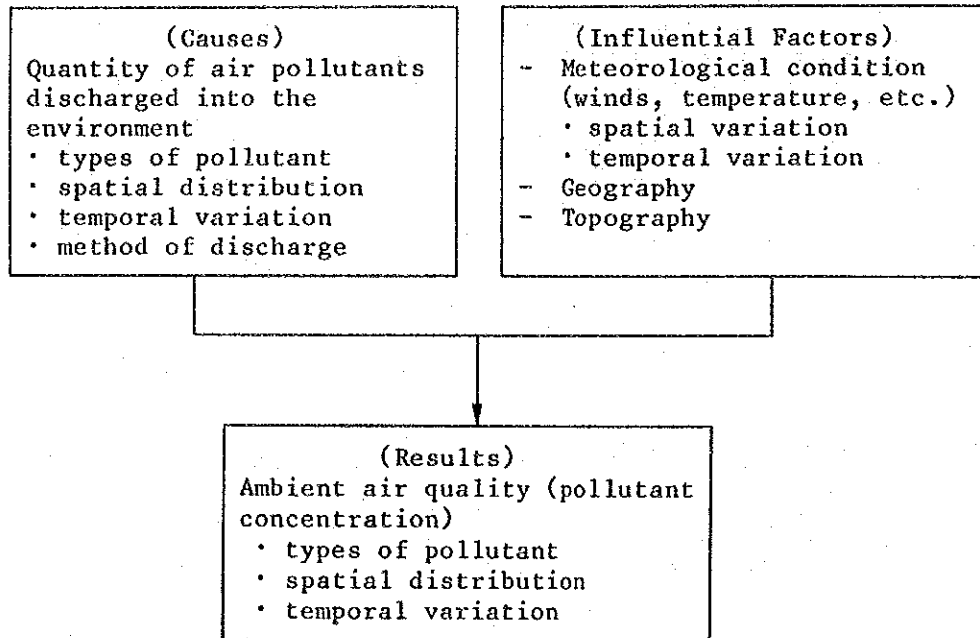 (Causes)
Quantity of air pollutants
discharged into the
environment
· types of pollutant
· spatial distribution
· temporal variation
· method of discharge
(Influential Factors)
- Meteorological condition
(winds, temperature, etc.)
· spatial variation
· temporal variation
- Geography
- Topography
(Results)
Ambient air quality (pollutant
concentration)
· types of pollutant
· spatial distribution
· temporal variation